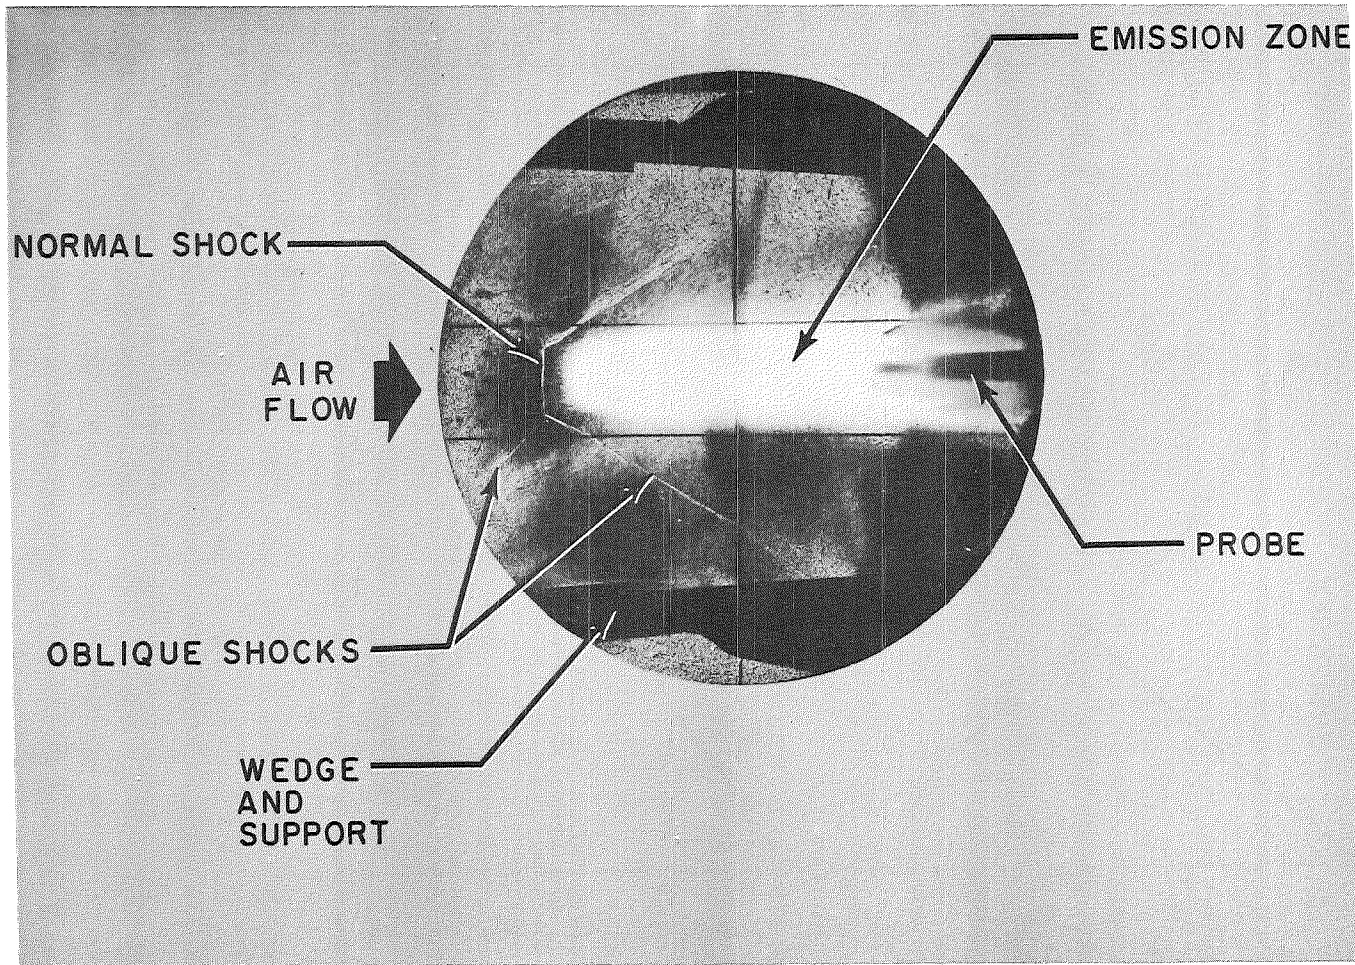 EMISSION ZONE
NORMAL SHOCK
AIR
FLOW
PROBE
OBLIQUE SHOCKS
WEDGE
AND
SUPPORT